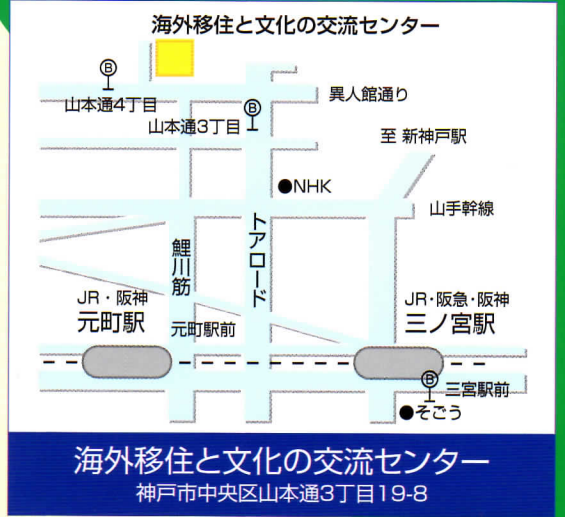 海外移住と文化の交流センター
Ⓑ
山本通4丁目
異人館通り
Ⓑ
山本通3丁目
至 新神戸駅
●NHK
山手幹線
鯉川筋
トアロード
JR・阪神
元町駅
元町駅前
JR・阪急・阪神
三ノ宮駅
Ⓑ
三宮駅前
●そごう
海外移住と文化の交流センター
神戸市中央区山本通3丁目19-8